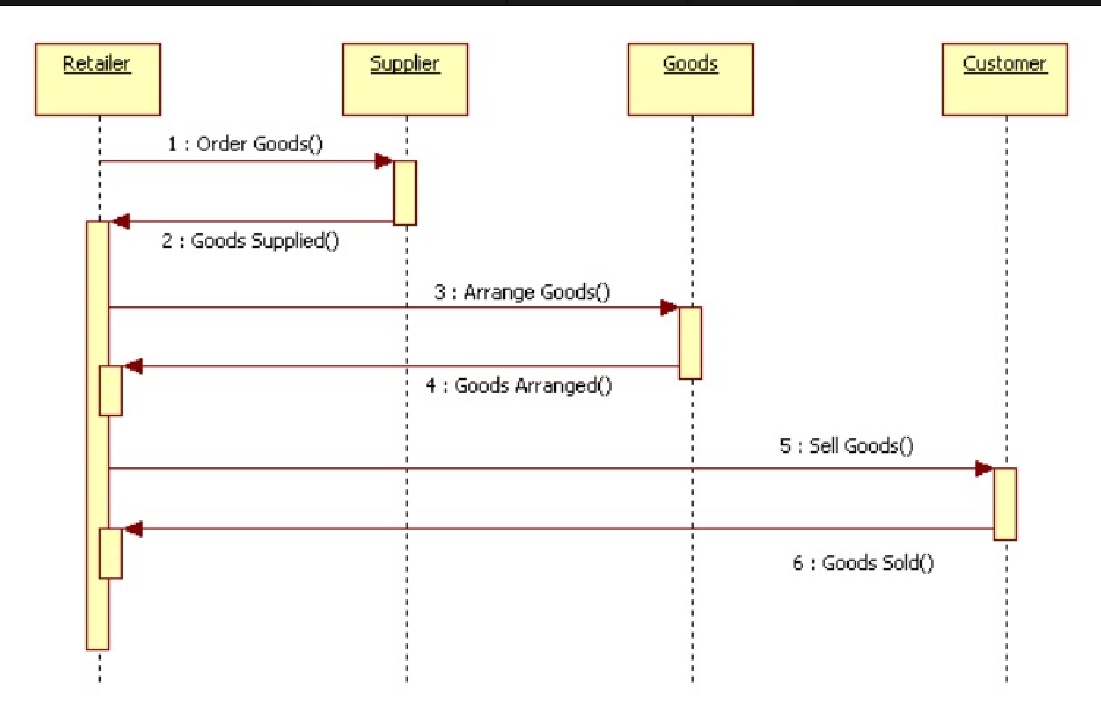 Retailer
Supplier
Goods
Customer
1 : Order Goods()
2 : Goods Supplied()
3 : Arrange Goods()
4 : Goods Arranged()
5 : Sell Goods()
6 : Goods Sold()